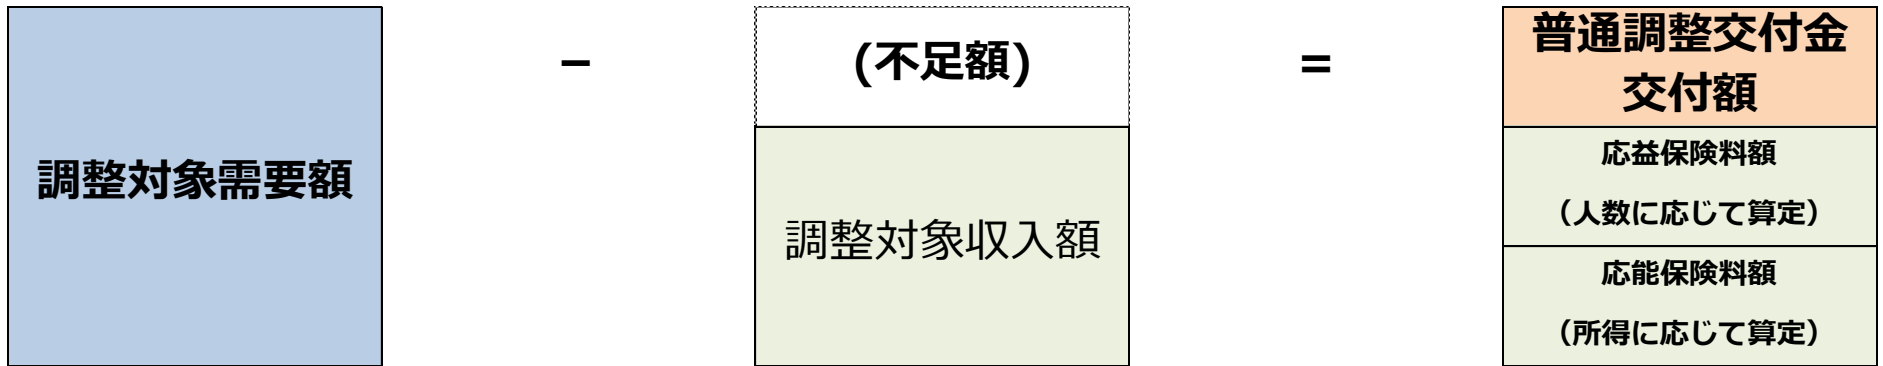 調整対象需要額
－
(不足額)
調整対象収入額
＝
普通調整交付金
交付額
応益保険料額
（人数に応じて算定）
応能保険料額
（所得に応じて算定）